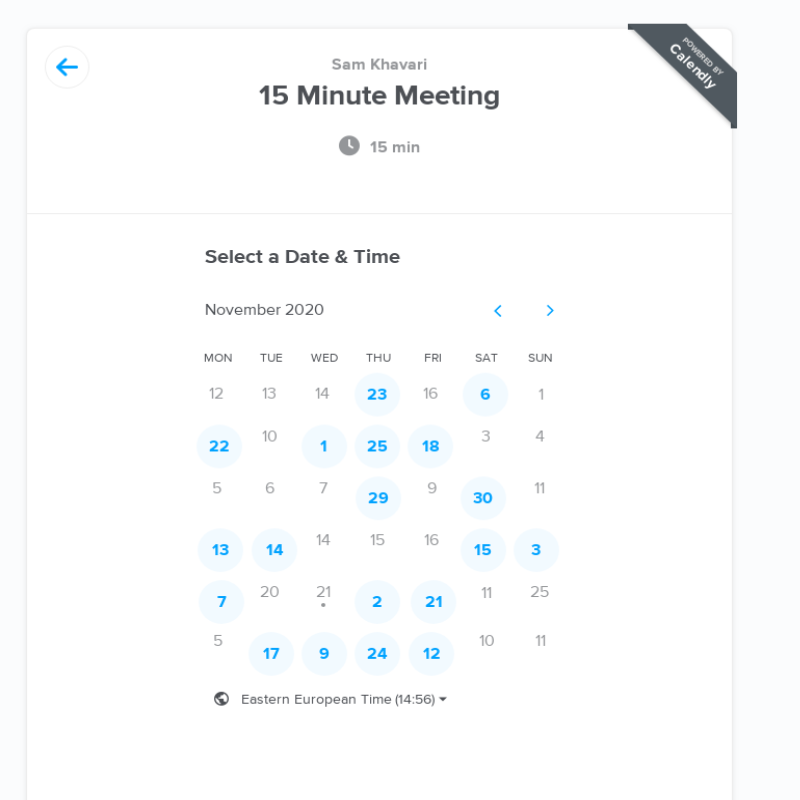 POWERED BY
Calendly
Sam Khavari
15 Minute Meeting
15 min
Select a Date & Time
November 2020
MON TUE WED THU FRI SAT SUN
12 13 14 23 16 6 1
22 10 1 25 18 3 4
5 6 7 29 9 30 11
13 14 14 15 16 15 3
7 20 21 2 21 11 25
5 17 9 24 12 10 11
Eastern European Time (14:56)